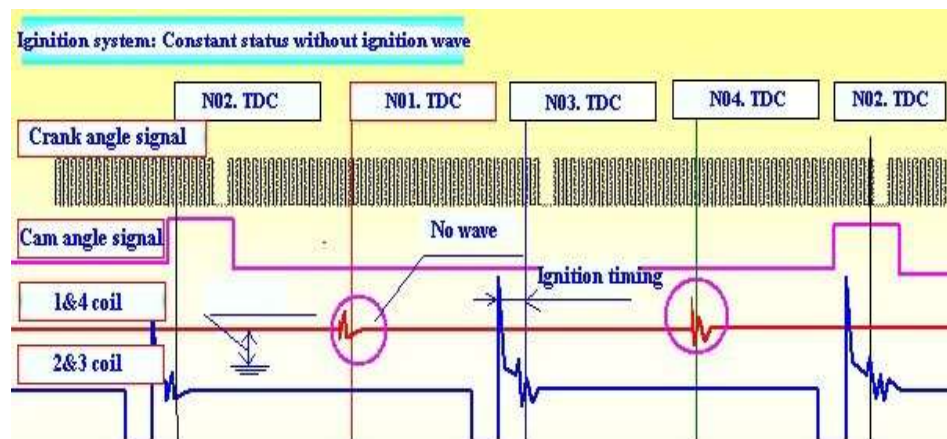 Iginition system: Constant status without ignition wave
N02. TDC
N01. TDC
N03. TDC
N04. TDC
N02. TDC
Crank angle signal
Cam angle signal
No wave
Ignition timing
1&4 coil
2&3 coil